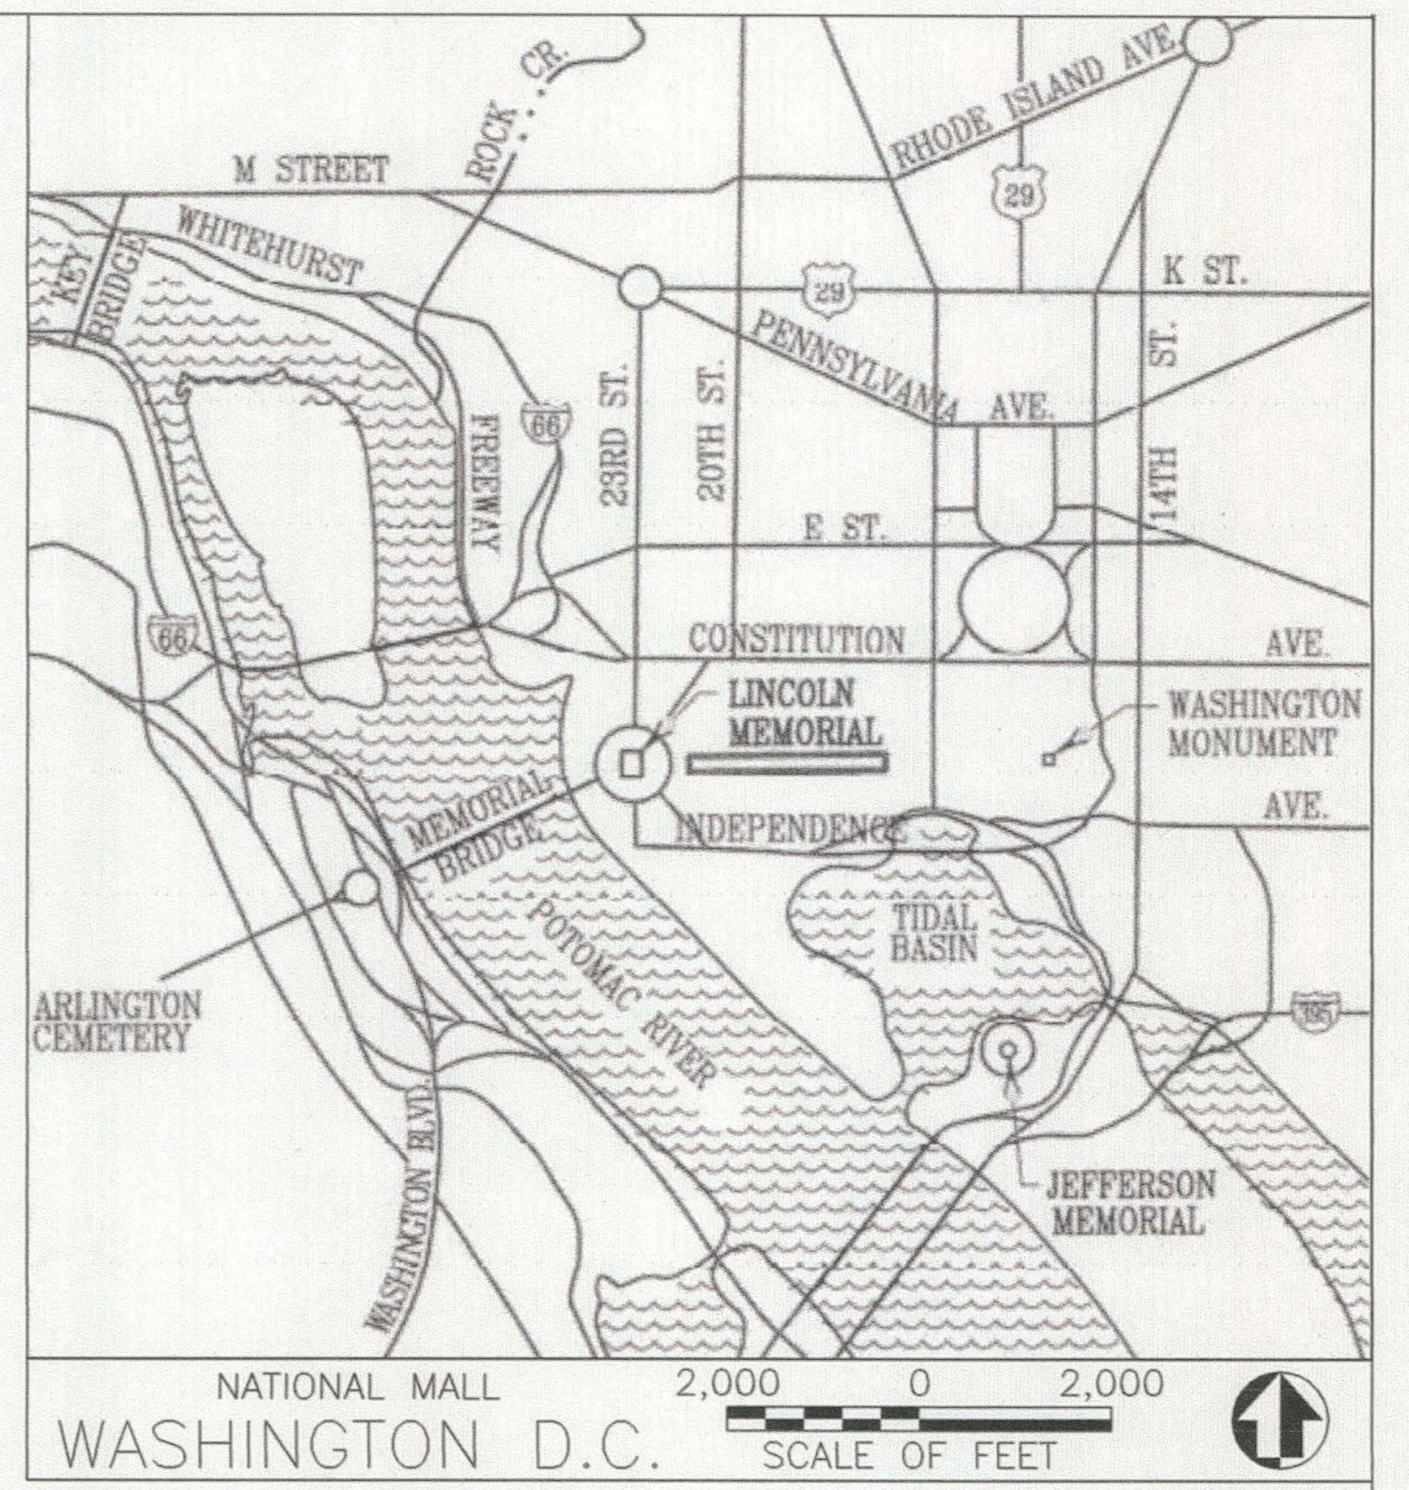 ROCK CR.
RHODE ISLAND AVE.
M STREET
29
WHITEHURST
KEY
BRIDGE
K ST.
29
PENNSYLVANIA AVE.
ST.
14TH
23RD ST.
20TH ST.
66
FREEWAY
E ST.
66
CONSTITUTION AVE.
LINCOLN
MEMORIAL
WASHINGTON
MONUMENT
MEMORIAL
BRIDGE
INDEPENDENCE AVE.
TIDAL
BASIN
POTOMAC RIVER
ARLINGTON
CEMETERY
395
WASHINGTON BLVD.
JEFFERSON
MEMORIAL
NATIONAL MALL
WASHINGTON D.C.
2,000 0 2,000
SCALE OF FEET